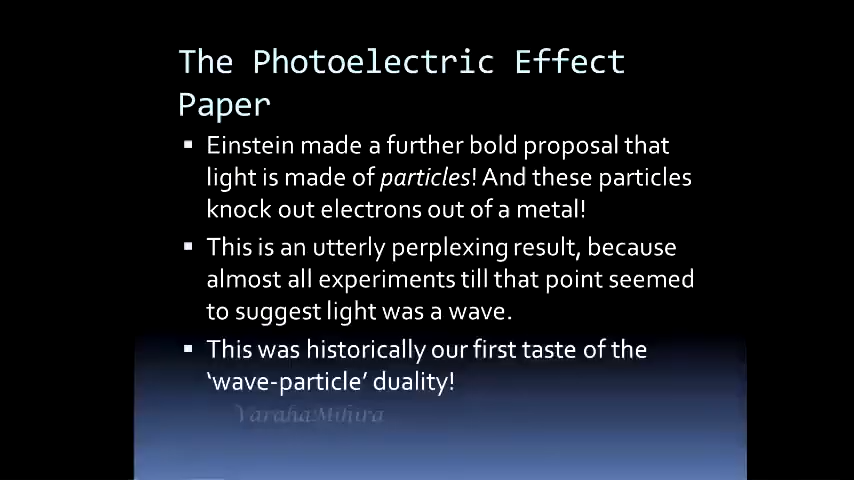 The Photoelectric Effect
Paper
▪ Einstein made a further bold proposal that
light is made of particles! And these particles
knock out electrons out of a metal!
▪ This is an utterly perplexing result, because
almost all experiments till that point seemed
to suggest light was a wave.
▪ This was historically our first taste of the
‘wave-particle’ duality!
VarahaMihira